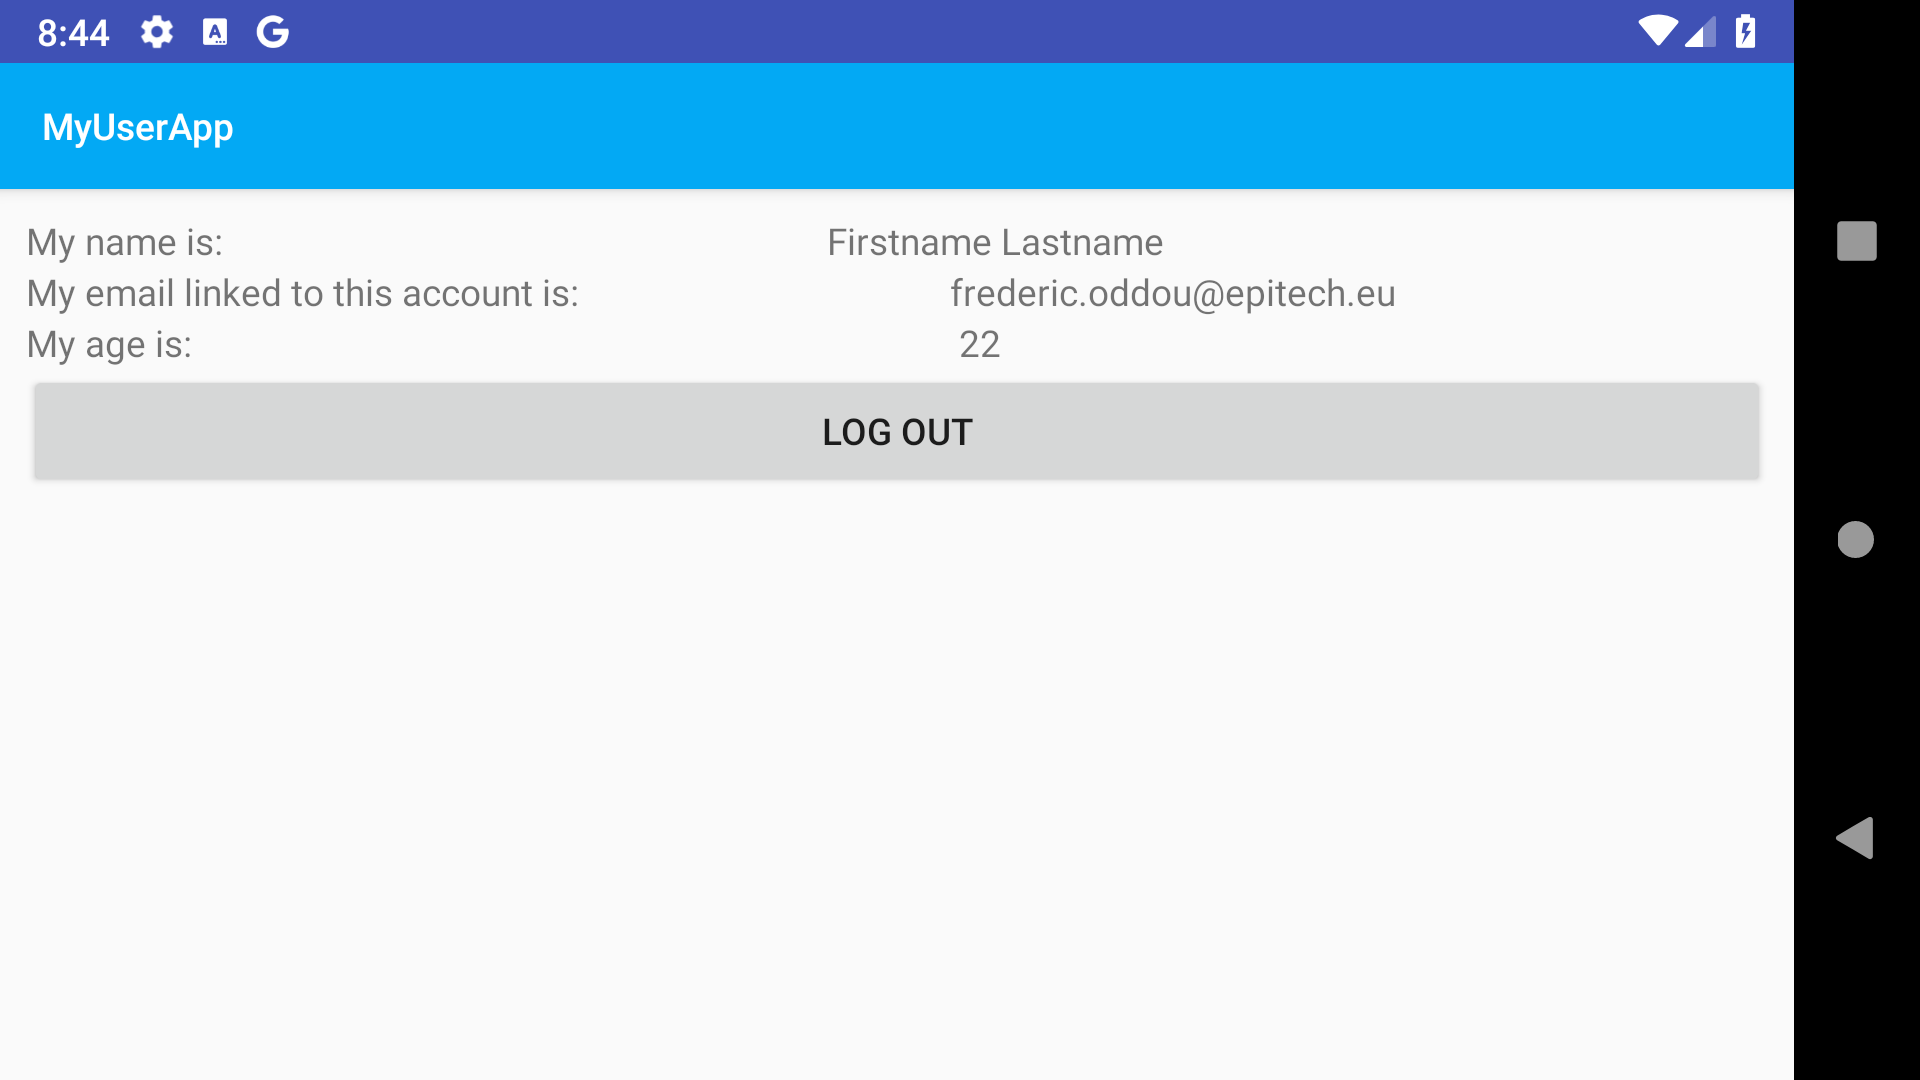 8:44
MyUserApp
My name is: Firstname Lastname
My email linked to this account is: frederic.oddou@epitech.eu
My age is: 22
LOG OUT